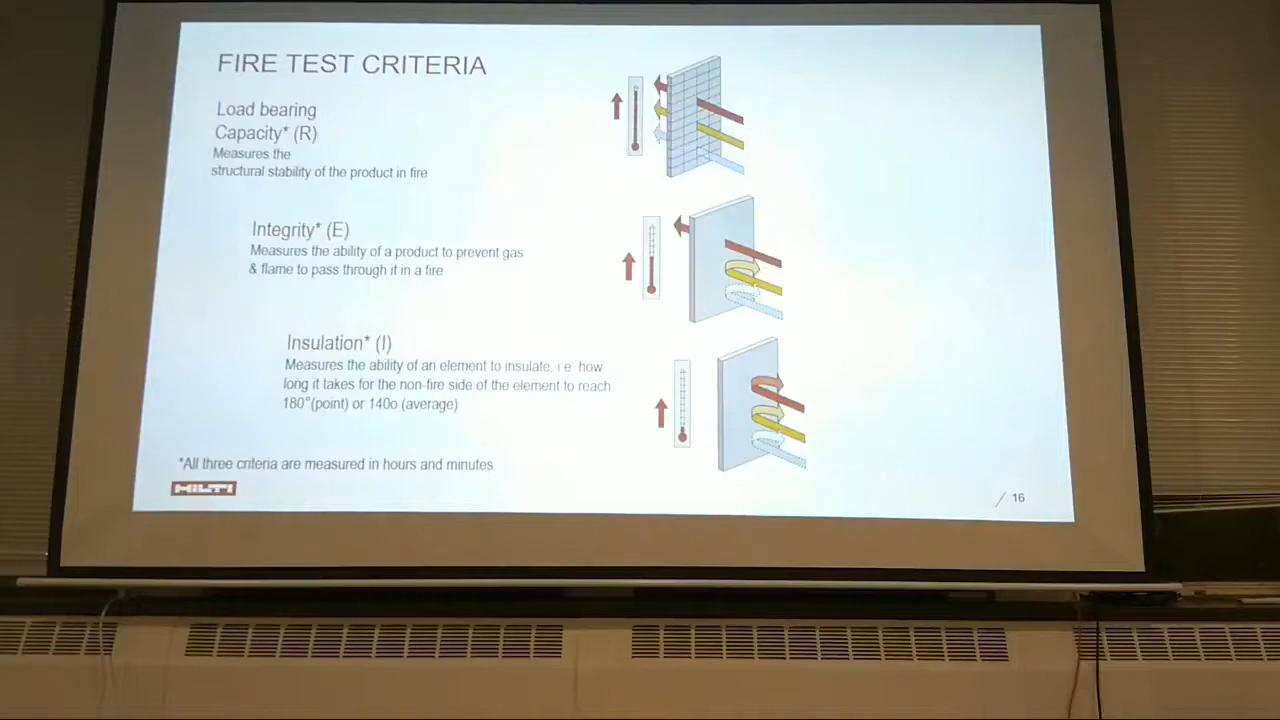 FIRE TEST CRITERIA
Load bearing
Capacity* (R)
Measures the
structural stability of the product in fire
Integrity* (E)
Measures the ability of a product to prevent gas
& flame to pass through it in a fire
Insulation* (I)
Measures the ability of an element to insulate, i.e how
long it takes for the non-fire side of the element to reach
180°(point) or 140o (average)
*All three criteria are measured in hours and minutes
HILTI
/ 16